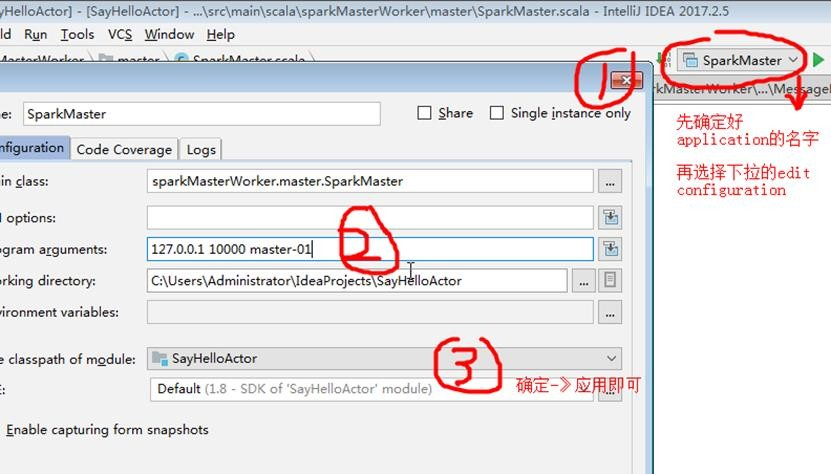 ayHelloActor] - [SayHelloActor] - ...\src\main\scala\sparkMasterWorker\master\SparkMaster.scala - IntelliJ IDEA 2017.2.5
ld Run Tools VCS Window Help
MasterWorker master SparkMaster.scala
SparkMaster
1
kMasterWorker\...\Message
me: SparkMaster Share Single instance only
先确定好
application的名字
再选择下拉的edit
configuration
nfiguration Code Coverage Logs
in class: sparkMasterWorker.master.SparkMaster ...
options:
ogram arguments: 127.0.0.1 10000 master-01
2
rking directory: C:\Users\Administrator\IdeaProjects\SayHelloActor ...
vironment variables: ...
e classpath of module: SayHelloActor
3
E: Default (1.8 - SDK of 'SayHelloActor' module) ...
确定-》应用即可
Enable capturing form snapshots